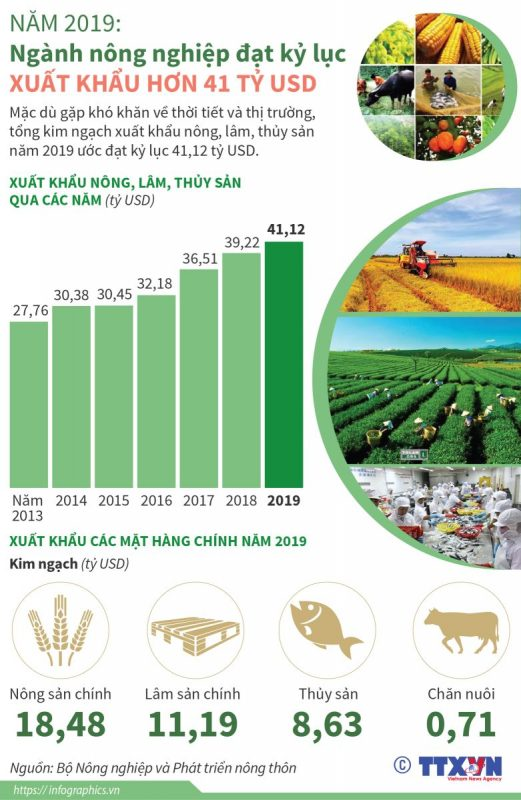 NĂM 2019:
Ngành nông nghiệp đạt kỷ lục
XUẤT KHẨU HƠN 41 TỶ USD
Mặc dù gặp khó khăn về thời tiết và thị trường,
tổng kim ngạch xuất khẩu nông, lâm, thủy sản
năm 2019 ước đạt kỷ lục 41,12 tỷ USD.
XUẤT KHẨU NÔNG, LÂM, THỦY SẢN
QUA CÁC NĂM (tỷ USD)
27,76
30,38
30,45
32,18
36,51
39,22
41,12
Năm
2013
2014
2015
2016
2017
2018
2019
XUẤT KHẨU CÁC MẶT HÀNG CHÍNH NĂM 2019
Kim ngạch (tỷ USD)
Nông sản chính
18,48
Lâm sản chính
11,19
Thủy sản
8,63
Chăn nuôi
0,71
Nguồn: Bộ Nông nghiệp và Phát triển nông thôn
© TTXVN
Vietnam News Agency
https://infographics.vn